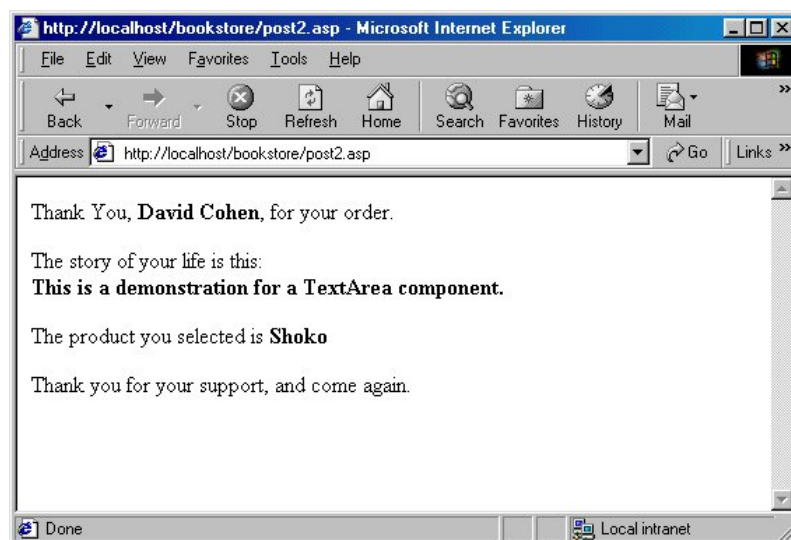 http://localhost/bookstore/post2.asp - Microsoft Internet Explorer
File Edit View Favorites Tools Help
Back Forward Stop Refresh Home Search Favorites History Mail »
Address http://localhost/bookstore/post2.asp Go Links »
Thank You, David Cohen, for your order.
The story of your life is this:
This is a demonstration for a TextArea component.
The product you selected is Shoko
Thank you for your support, and come again.
Done Local intranet